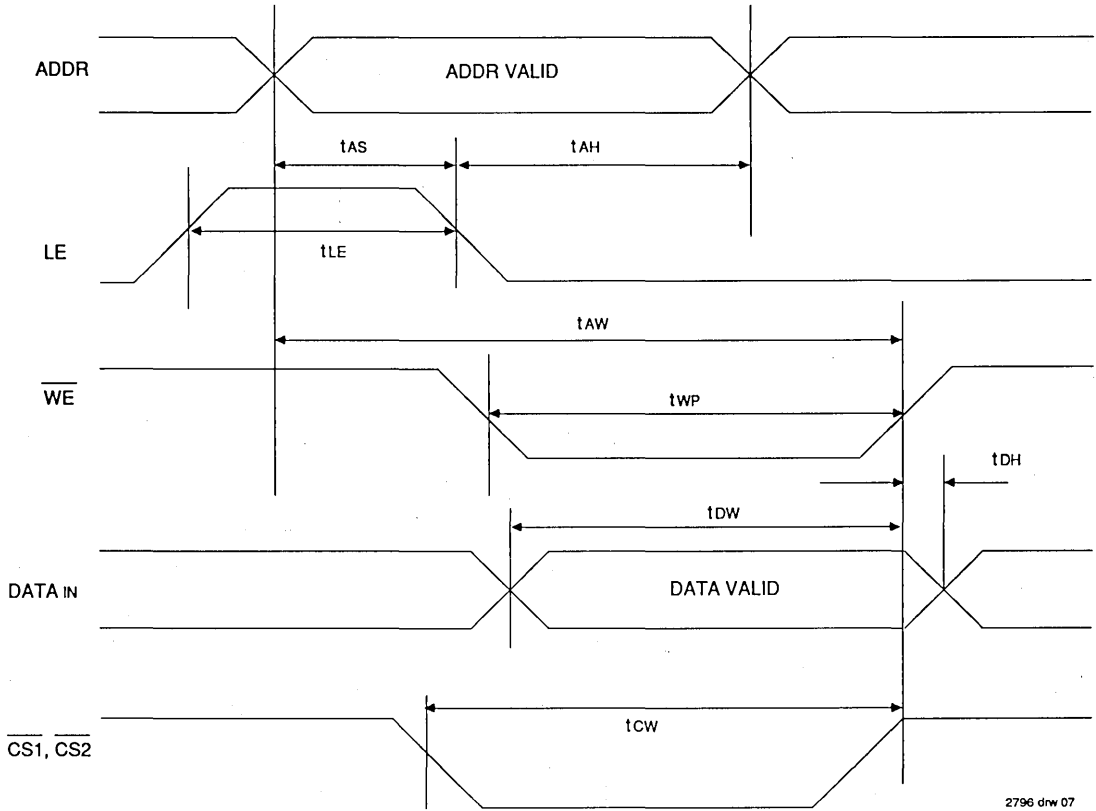 ADDR
ADDR VALID
tAS
tAH
LE
tLE
tAW
WE
tWP
tDH
tDW
DATA IN
DATA VALID
tCW
CS1, CS2
2796 drw 07